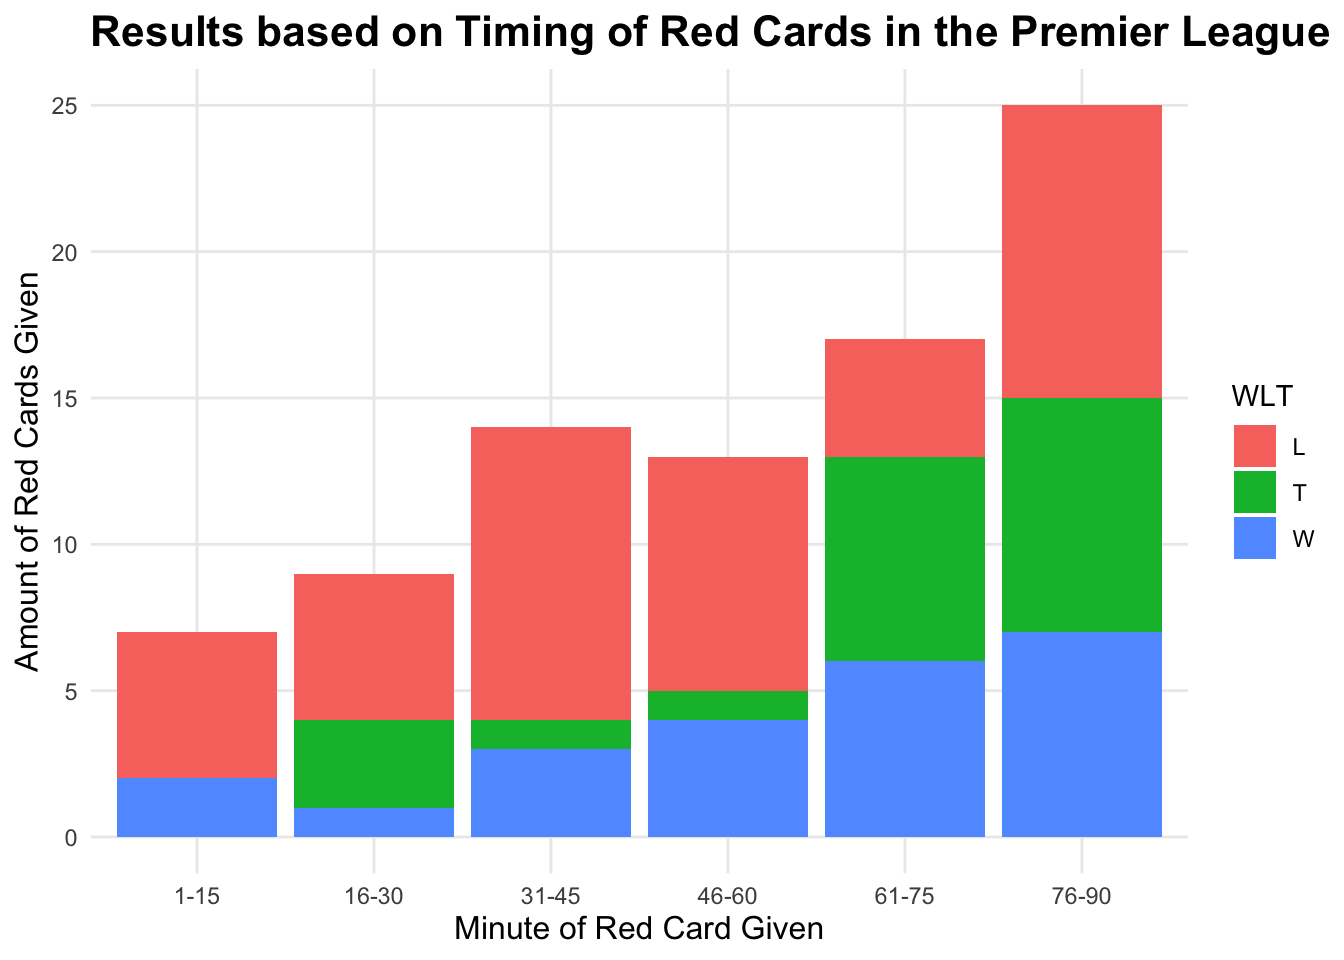 Results based on Timing of Red Cards in the Premier League
Amount of Red Cards Given
25
20
15
10
5
0
1-15
16-30
31-45
46-60
61-75
76-90
Minute of Red Card Given
WLT
L
T
W